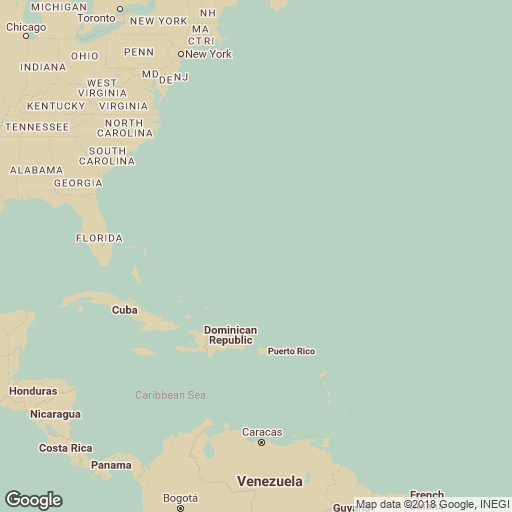 MICHIGAN
NH
Toronto
NEW YORK
Chicago
MA
CT RI
OHIO
PENN
New York
INDIANA
MD
DE NJ
WEST
VIRGINIA
KENTUCKY
VIRGINIA
TENNESSEE
NORTH
CAROLINA
SOUTH
CAROLINA
ALABAMA
GEORGIA
FLORIDA
Cuba
Dominican
Republic
Puerto Rico
Honduras
Caribbean Sea
Nicaragua
Caracas
Costa Rica
Panama
Venezuela
Bogotá
French
Google
Map data ©2018 Google, INEGI